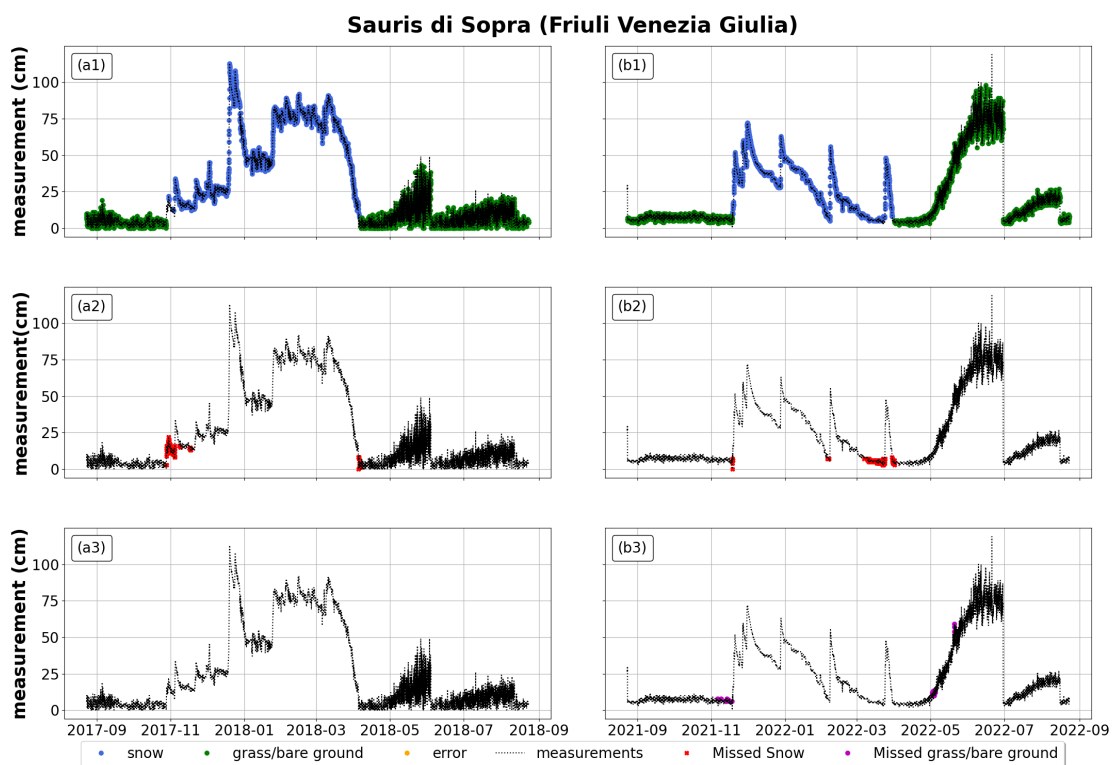 Sauris di Sopra (Friuli Venezia Giulia)
measurement (cm)
100
75
50
25
0
(a1)
(b1)
measurement(cm)
100
75
50
25
0
(a2)
(b2)
measurement (cm)
100
75
50
25
0
(a3)
(b3)
2017-09 2017-11 2018-01 2018-03 2018-05 2018-07 2018-09
2021-09 2021-11 2022-01 2022-03 2022-05 2022-07 2022-09
snow grass/bare ground error measurements Missed Snow Missed grass/bare ground